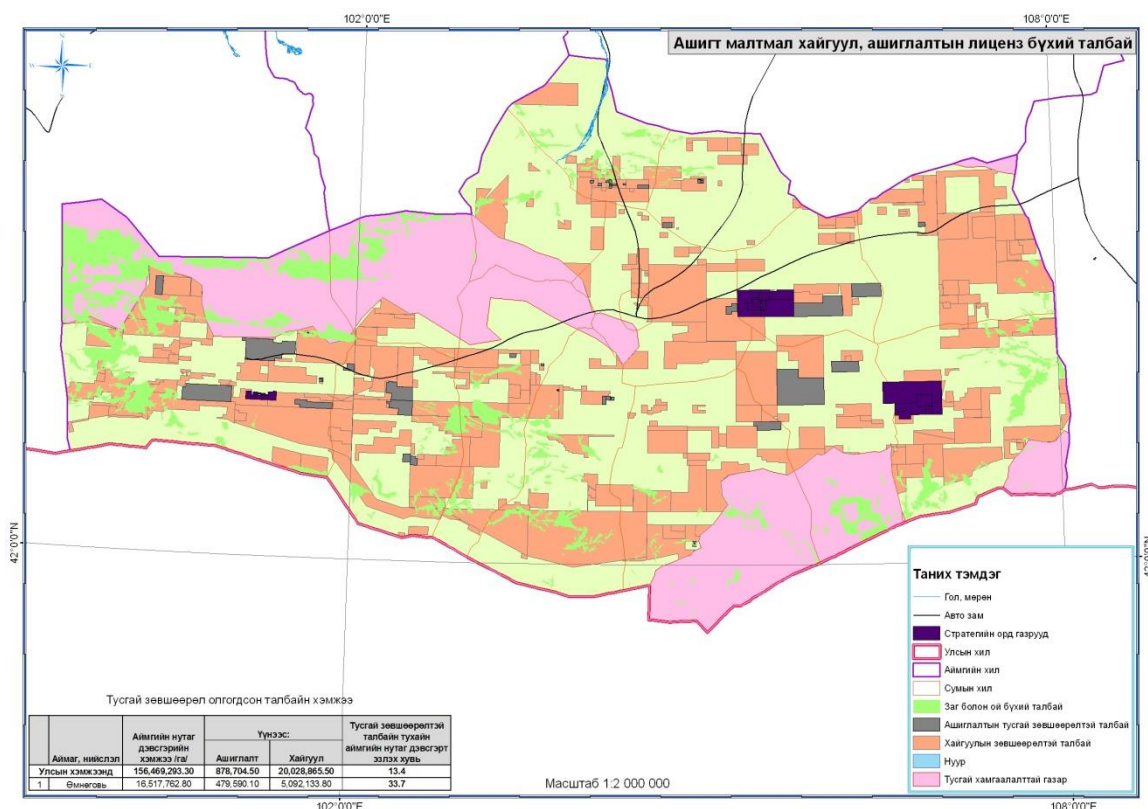 102°0'0"E
108°0'0"E
Ашигт малтмал хайгуул, ашиглалтын лиценз бүхий талбай
N
W
E
S
42°0'0"N
42°0'0"N
Таних тэмдэг
Гол, мөрөн
Авто зам
Стратегийн орд газрууд
Улсын хил
Аймгийн хил
Сумын хил
Заг болон ой бүхий талбай
Ашиглалтын тусгай зөвшөөрөлтэй талбай
Хайгуулын зөвшөөрөлтэй талбай
Нуур
Тусгай хамгаалалттай газар
Тусгай зөвшөөрөл олгогдсон талбайн хэмжээ
Аймаг, нийслэл
Аймгийн нутаг дэвсгэрийн хэмжээ /га/
Үүнээс:
Ашиглалт
Хайгуул
Тусгай зөвшөөрөлтэй талбайн тухайн аймгийн нутаг дэвсгэрт эзлэх хувь
Улсын хэмжээнд 156,469,293.30 878,704.50 20,028,865.50 13.4
1 Өмнөговь 16,517,762.80 479,590.10 5,092,133.80 33.7
Масштаб 1:2 000 000
102°0'0"E
108°0'0"E